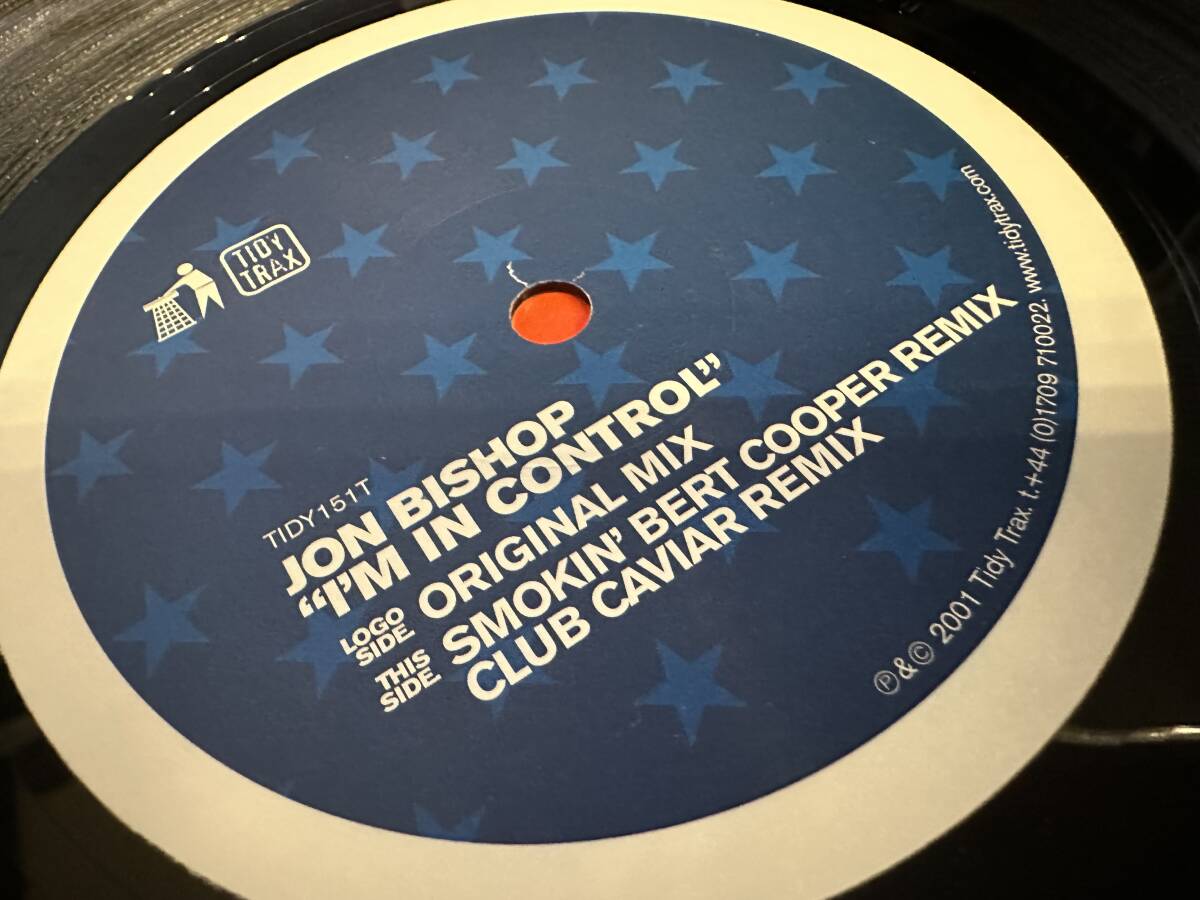 TIDY
TRAX
TIDY151T
JON BISHOP
“I’M IN CONTROL”
LOGO SIDE ORIGINAL MIX
THIS SIDE SMOKIN’ BERT COOPER REMIX
CLUB CAVIAR REMIX
℗ & © 2001 Tidy Trax. t.+44 (0)1709 710022. www.tidytrax.com